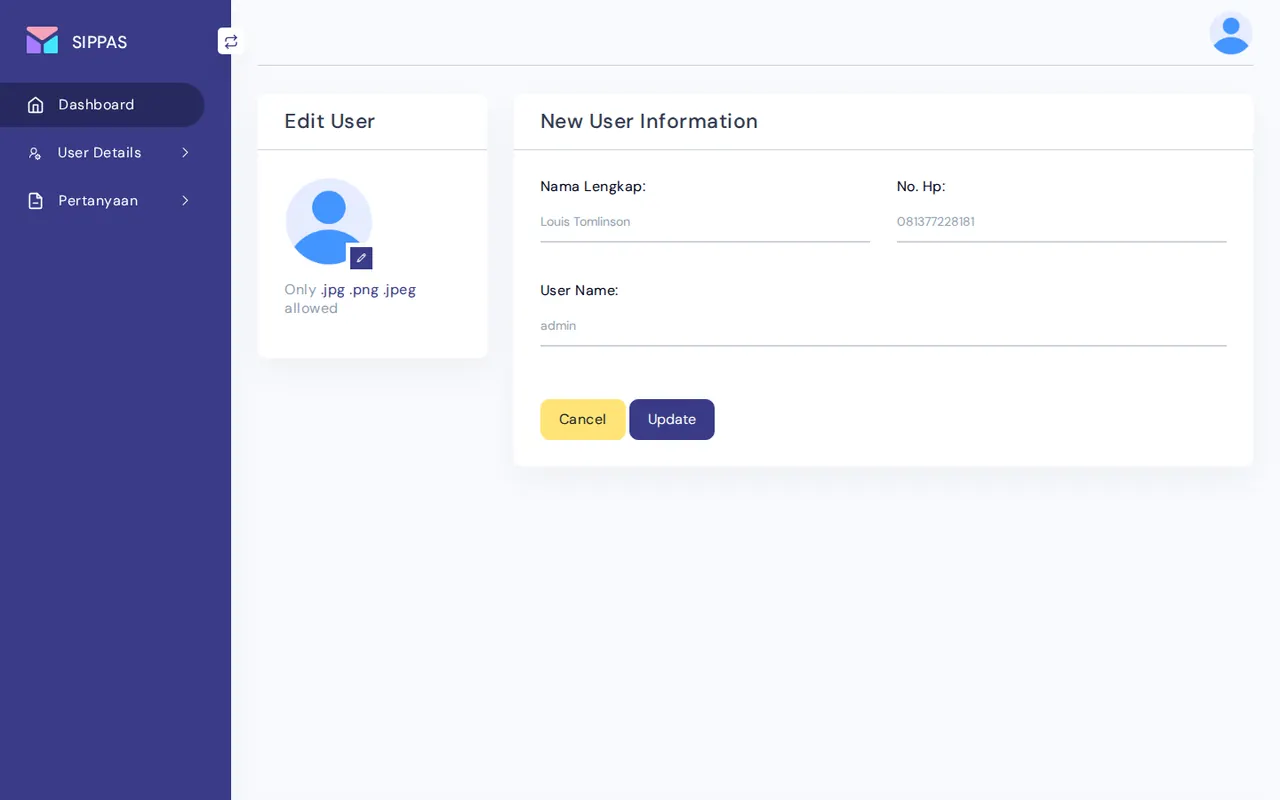 SIPPAS
Dashboard
User Details
Pertanyaan
Edit User
Only .jpg .png .jpeg
allowed
New User Information
Nama Lengkap:
No. Hp:
Louis Tomlinson
081377228181
User Name:
admin
Cancel
Update